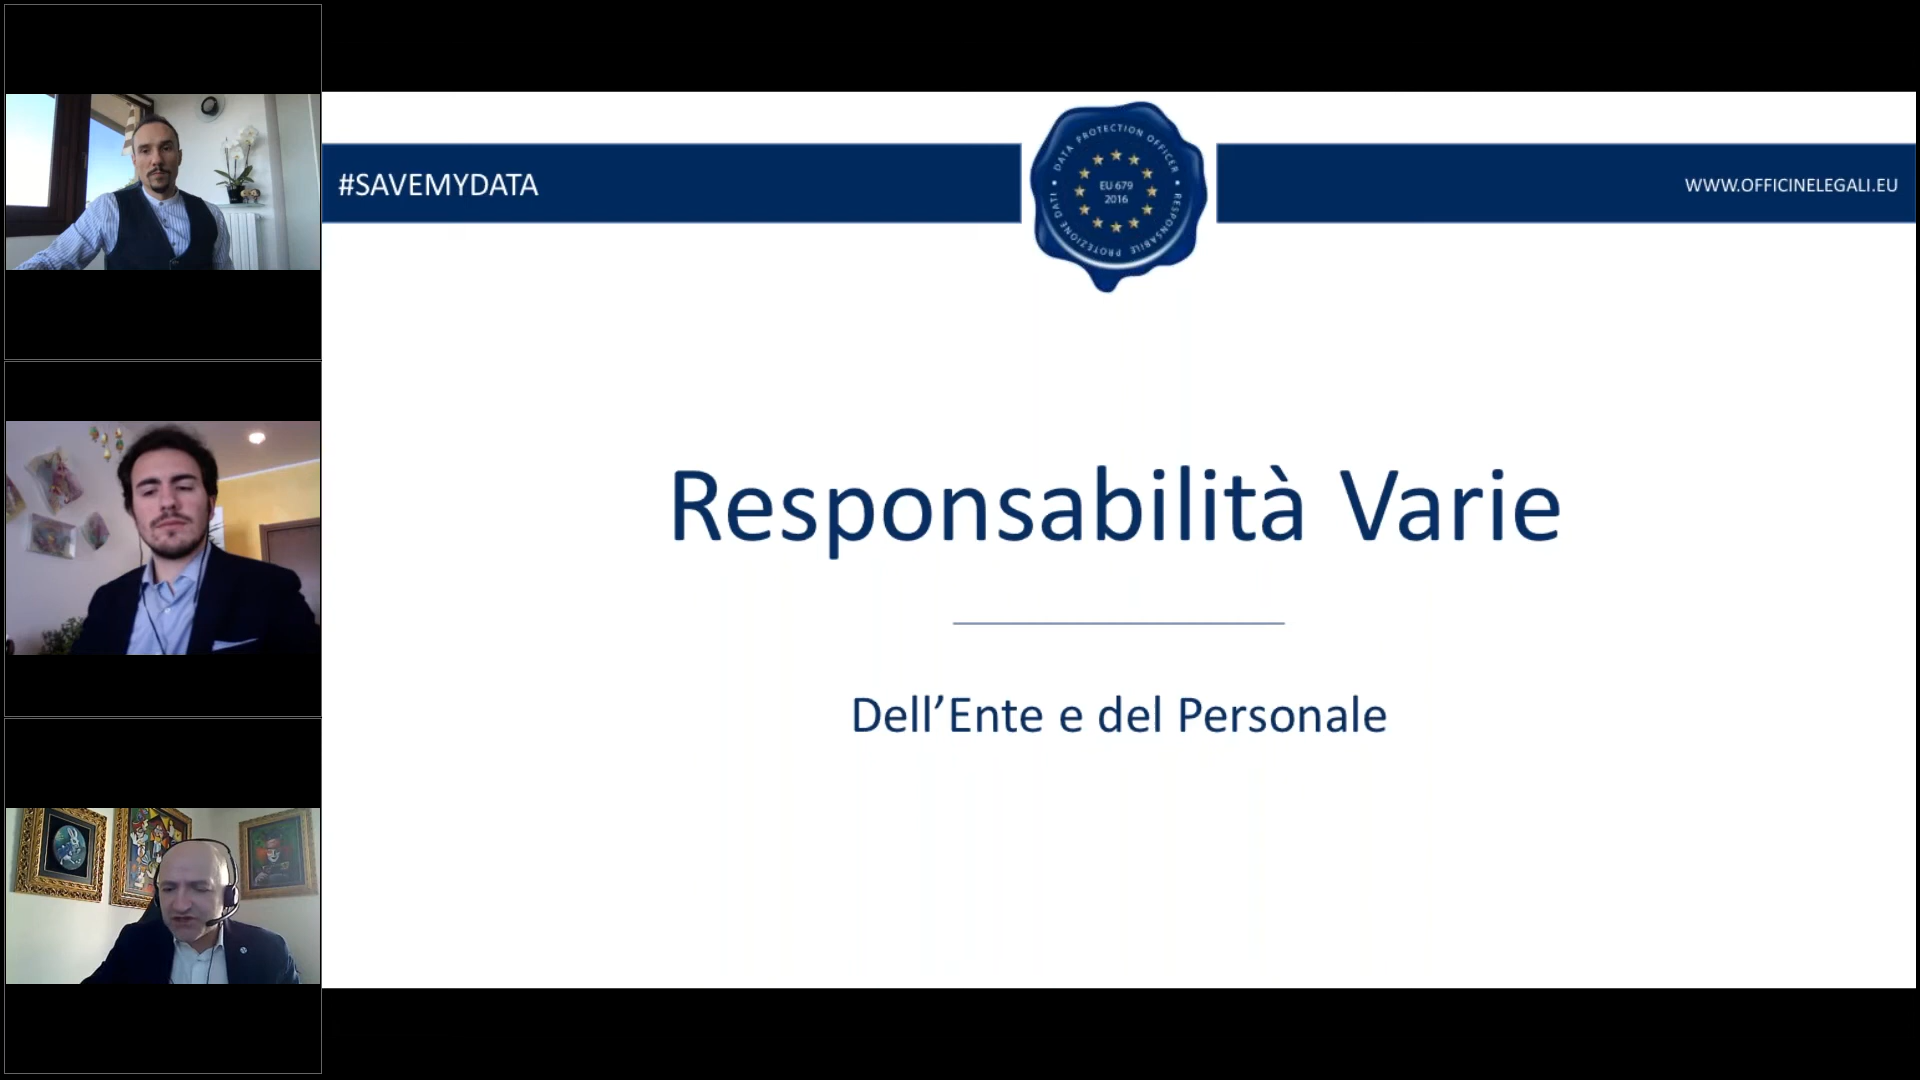 #SAVEMYDATA
DATA PROTECTION OFFICER • RESPONSABILE PROTEZIONE DATI •
EU 679
2016
WWW.OFFICINELEGALI.EU
Responsabilità Varie
Dell’Ente e del Personale